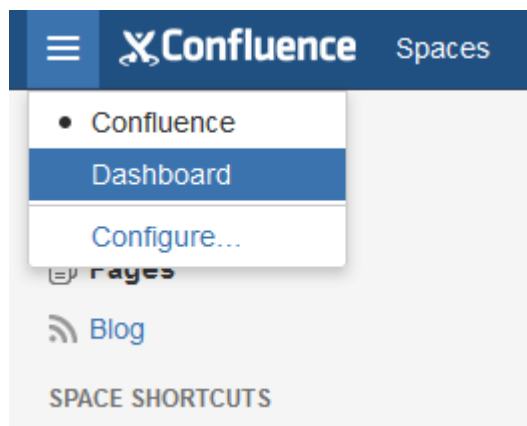 Confluence Spaces
Confluence
Dashboard
Configure...
Pages
Blog
SPACE SHORTCUTS